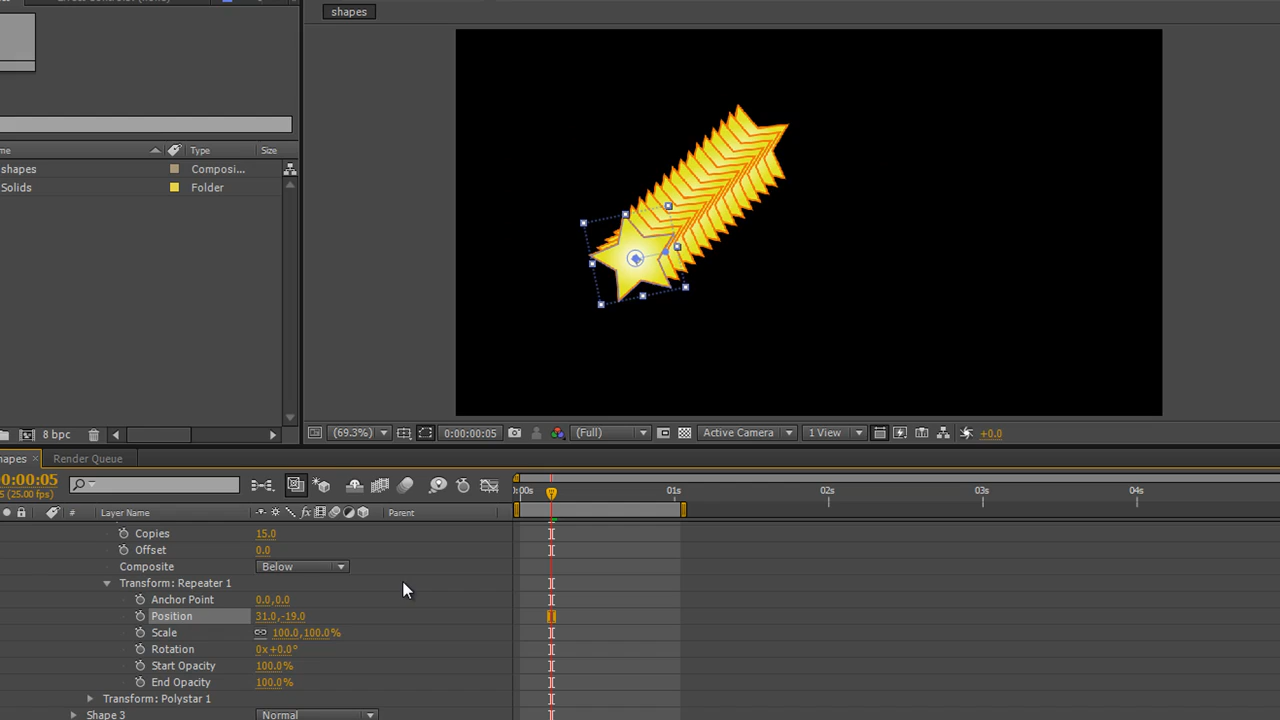 shapes
Type
Size
shapes
Composi...
Solids
Folder
8 bpc
(69.3%)
0:00:00:05
(Full)
Active Camera
1 View
+0.0
Render Queue
0:00:05
(25.00 fps)
:00s
01s
02s
03s
04s
#
Layer Name
fx
Parent
Copies
15.0
Offset
0.0
Composite
Below
Transform: Repeater 1
Anchor Point
0.0,0.0
Position
31.0,-19.0
Scale
100.0,100.0%
Rotation
0x+0.0°
Start Opacity
100.0%
End Opacity
100.0%
Transform: Polystar 1
Shape 3
Normal